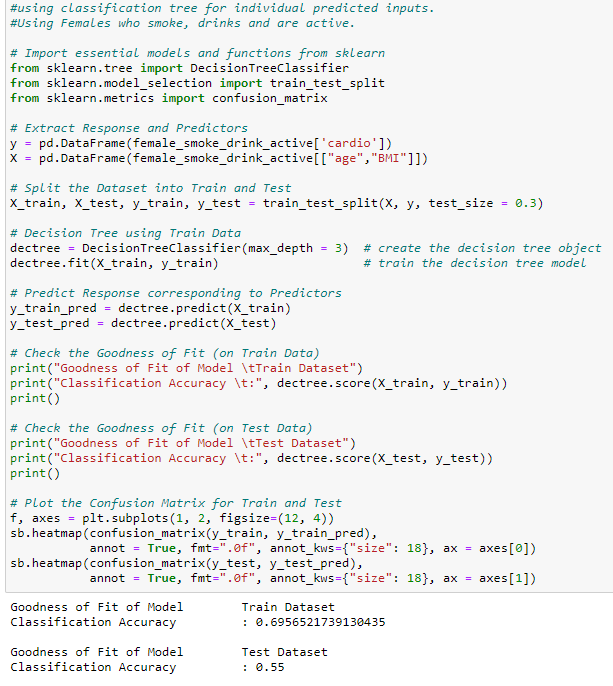 #using classification tree for individual predicted inputs.
#Using Females who smoke, drinks and are active.
# Import essential models and functions from sklearn
from sklearn.tree import DecisionTreeClassifier
from sklearn.model_selection import train_test_split
from sklearn.metrics import confusion_matrix
# Extract Response and Predictors
y = pd.DataFrame(female_smoke_drink_active['cardio'])
X = pd.DataFrame(female_smoke_drink_active[["age","BMI"]])
# Split the Dataset into Train and Test
X_train, X_test, y_train, y_test = train_test_split(X, y, test_size = 0.3)
# Decision Tree using Train Data
dectree = DecisionTreeClassifier(max_depth = 3)  # create the decision tree object
dectree.fit(X_train, y_train)                    # train the decision tree model
# Predict Response corresponding to Predictors
y_train_pred = dectree.predict(X_train)
y_test_pred = dectree.predict(X_test)
# Check the Goodness of Fit (on Train Data)
print("Goodness of Fit of Model \tTrain Dataset")
print("Classification Accuracy \t:", dectree.score(X_train, y_train))
print()
# Check the Goodness of Fit (on Test Data)
print("Goodness of Fit of Model \tTest Dataset")
print("Classification Accuracy \t:", dectree.score(X_test, y_test))
print()
# Plot the Confusion Matrix for Train and Test
f, axes = plt.subplots(1, 2, figsize=(12, 4))
sb.heatmap(confusion_matrix(y_train, y_train_pred),
           annot = True, fmt=".0f", annot_kws={"size": 18}, ax = axes[0])
sb.heatmap(confusion_matrix(y_test, y_test_pred),
           annot = True, fmt=".0f", annot_kws={"size": 18}, ax = axes[1])
Goodness of Fit of Model        Train Dataset
Classification Accuracy         : 0.6956521739130435
Goodness of Fit of Model        Test Dataset
Classification Accuracy         : 0.55